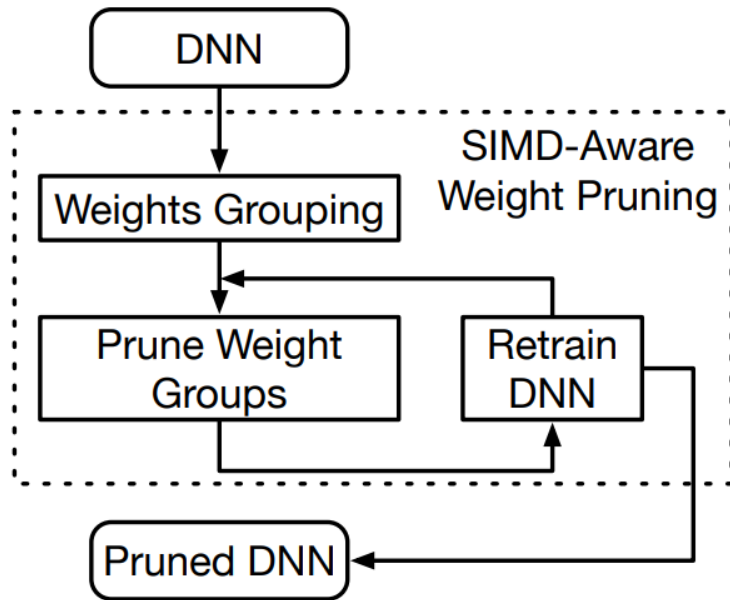 DNN
SIMD-Aware
Weight Pruning
Weights Grouping
Prune Weight
Groups
Retrain
DNN
Pruned DNN